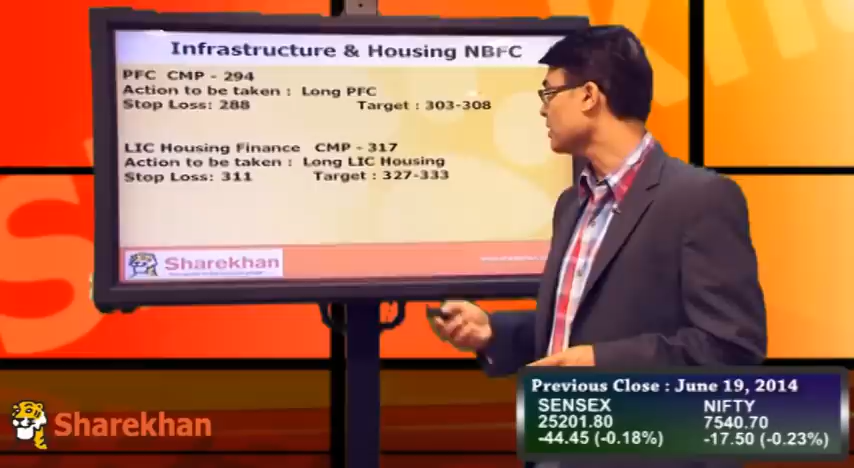 Infrastructure & Housing NBFC
PFC CMP - 294
Action to be taken : Long PFC
Stop Loss: 288 Target : 303-308
LIC Housing Finance CMP - 317
Action to be taken : Long LIC Housing
Stop Loss: 311 Target : 327-333
Sharekhan
Sharekhan
Previous Close : June 19, 2014
SENSEX NIFTY
25201.80 7540.70
-44.45 (-0.18%) -17.50 (-0.23%)